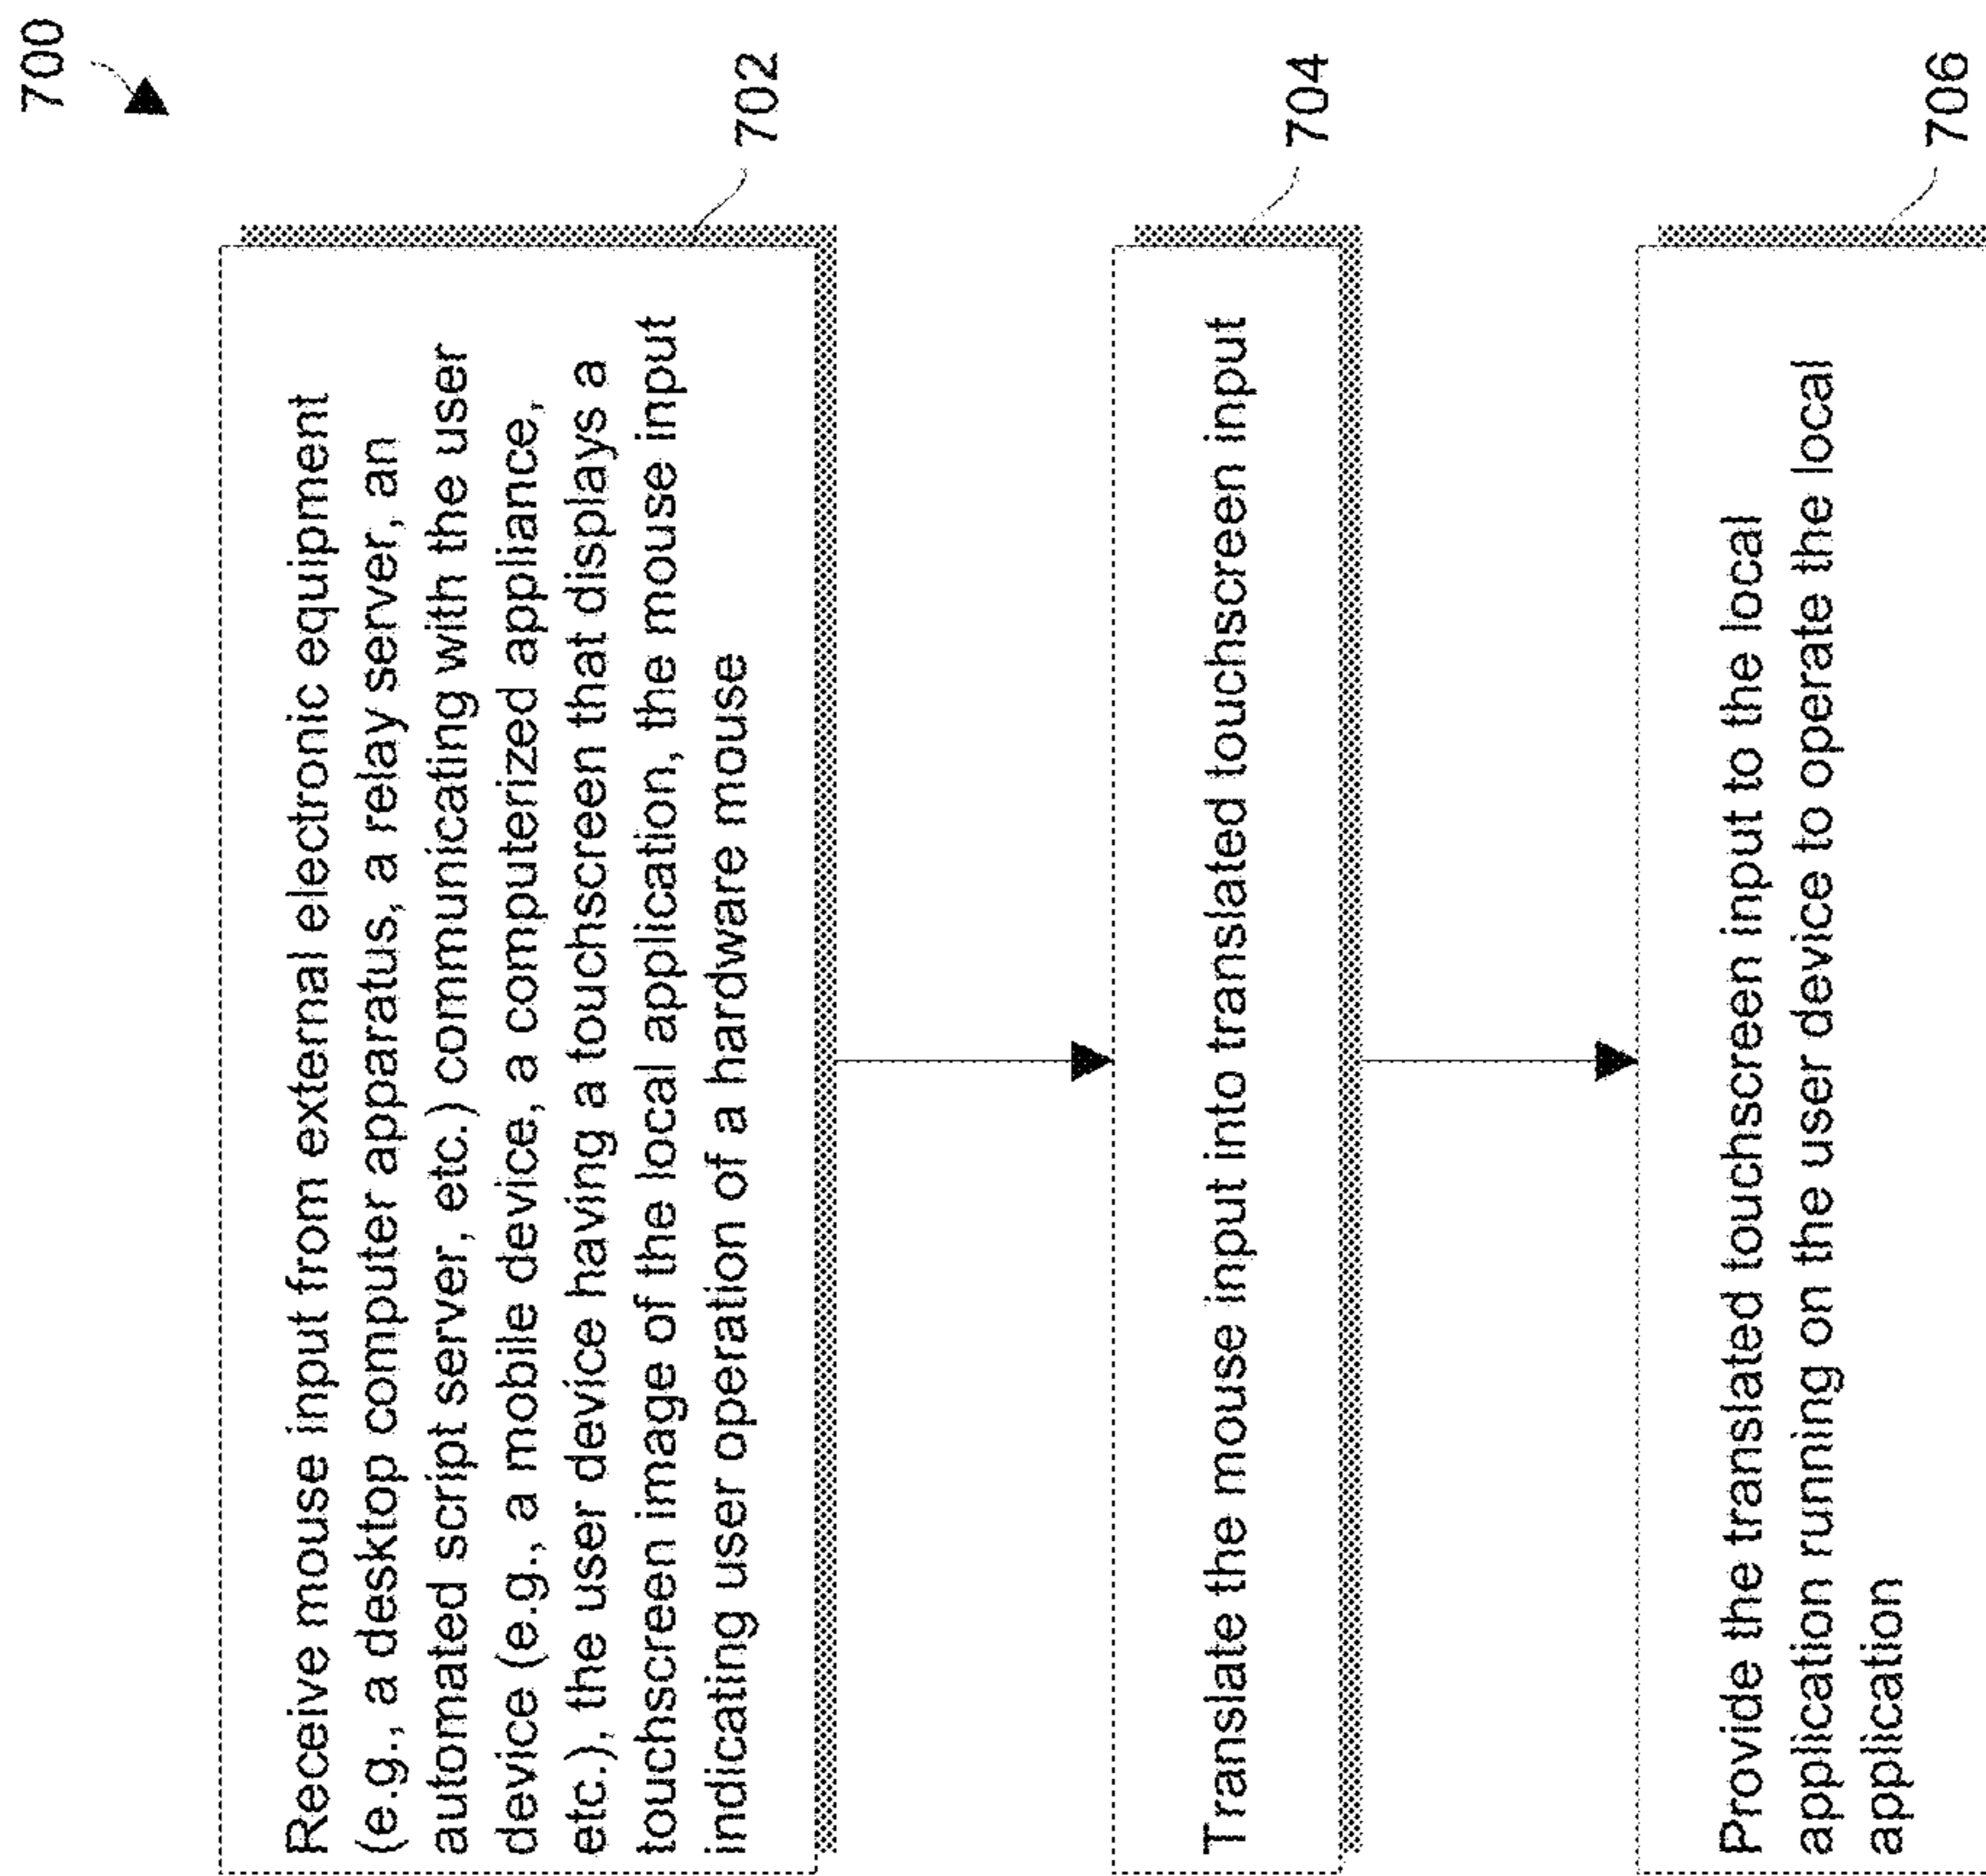 700
Receive mouse input from external electronic equipment
(e.g., a desktop computer apparatus, a relay server, an
automated script server, etc.) communicating with the user
device (e.g., a mobile device, a computerized appliance,
etc.), the user device having a touchscreen that displays a
touchscreen image of the local application, the mouse input
indicating user operation of a hardware mouse
702
Translate the mouse input into translated touchscreen input
704
Provide the translated touchscreen input to the local
application running on the user device to operate the local
application
706